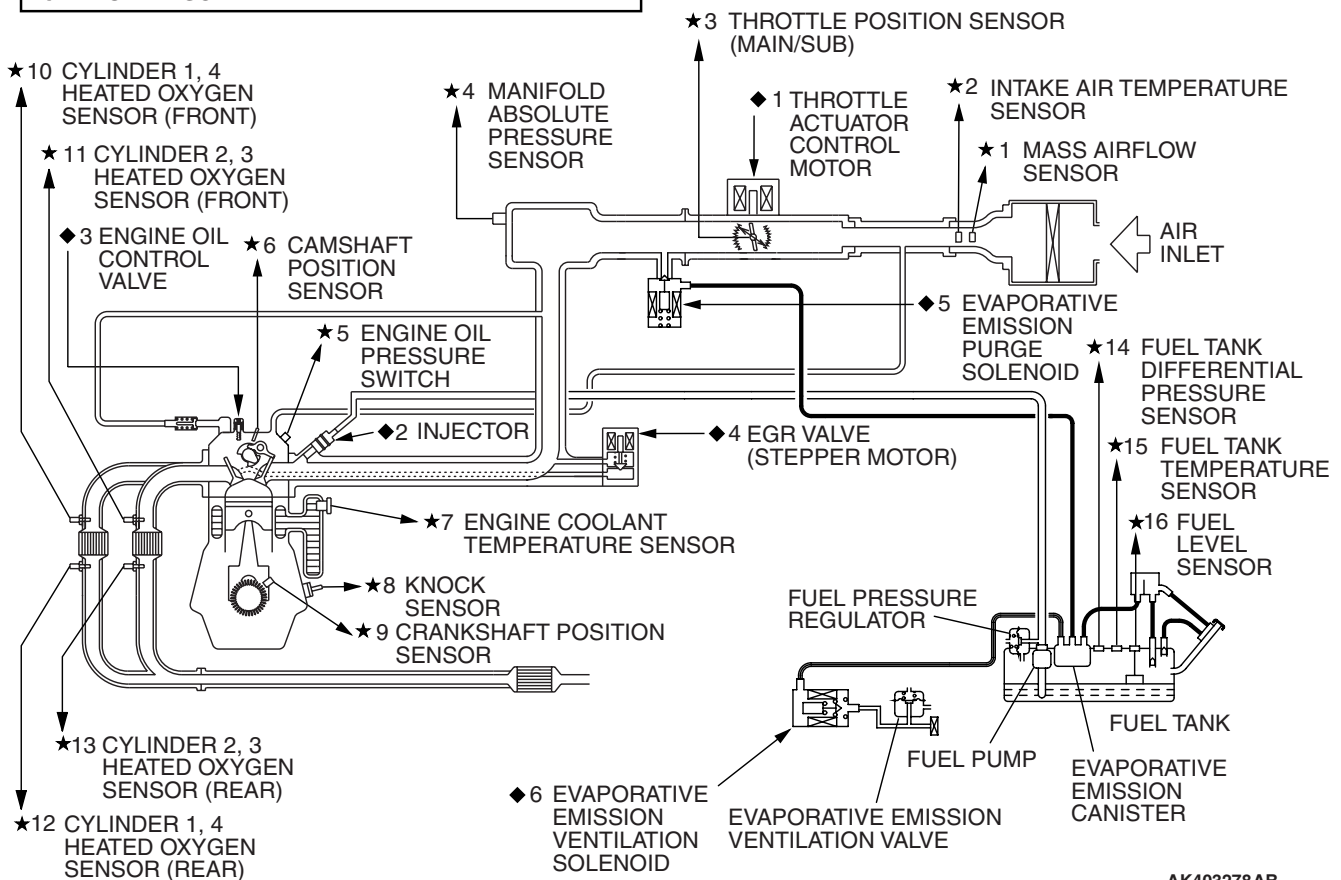 ★3 THROTTLE POSITION SENSOR
(MAIN/SUB)
★10 CYLINDER 1, 4
HEATED OXYGEN
SENSOR (FRONT)
★4 MANIFOLD
ABSOLUTE
PRESSURE
SENSOR
◆1 THROTTLE
ACTUATOR
CONTROL
MOTOR
★2 INTAKE AIR TEMPERATURE
SENSOR
★1 MASS AIRFLOW
SENSOR
★11 CYLINDER 2, 3
HEATED OXYGEN
SENSOR (FRONT)
AIR
INLET
◆3 ENGINE OIL
CONTROL
VALVE
★6 CAMSHAFT
POSITION
SENSOR
★5 ENGINE OIL
PRESSURE
SWITCH
◆5 EVAPORATIVE
EMISSION
PURGE
SOLENOID
★14 FUEL TANK
DIFFERENTIAL
PRESSURE
SENSOR
◆2 INJECTOR
◆4 EGR VALVE
(STEPPER MOTOR)
★15 FUEL TANK
TEMPERATURE
SENSOR
★16 FUEL
LEVEL
SENSOR
★7 ENGINE COOLANT
TEMPERATURE SENSOR
★8 KNOCK
SENSOR
★9 CRANKSHAFT POSITION
SENSOR
FUEL PRESSURE
REGULATOR
FUEL TANK
FUEL PUMP
EVAPORATIVE
EMISSION
CANISTER
★13 CYLINDER 2, 3
HEATED OXYGEN
SENSOR (REAR)
★12 CYLINDER 1, 4
HEATED OXYGEN
SENSOR (REAR)
◆6 EVAPORATIVE
EMISSION
VENTILATION
SOLENOID
EVAPORATIVE EMISSION
VENTILATION VALVE